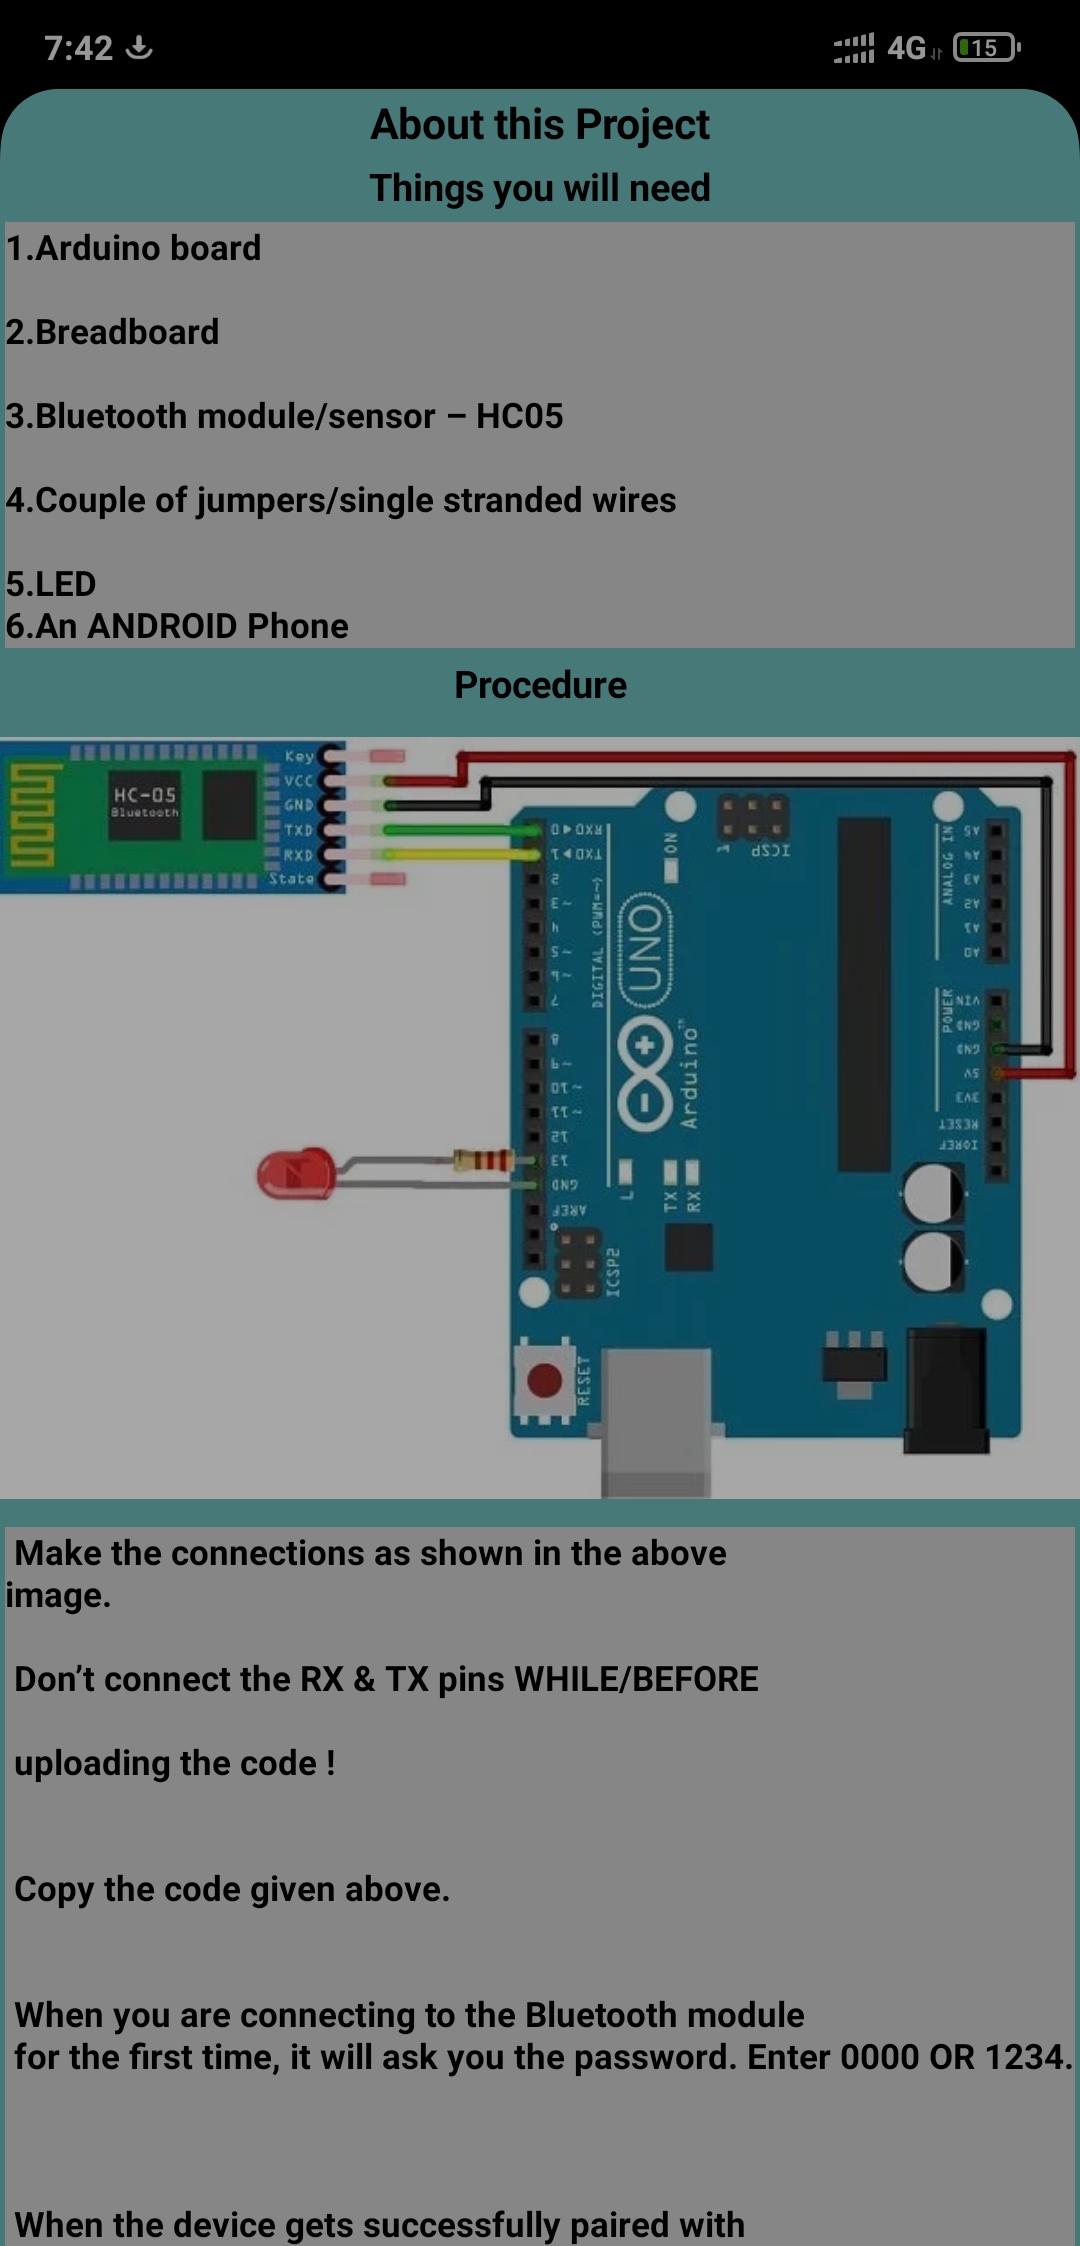 7:42
4G 15
About this Project
Things you will need
1.Arduino board
2.Breadboard
3.Bluetooth module/sensor – HC05
4.Couple of jumpers/single stranded wires
5.LED
6.An ANDROID Phone
Procedure
Key
VCC
GND
TXD
RXD
State
HC-05
Bluetooth
RXD◄0
TXD►1
2
~3
4
~5
~6
7
8
~9
~10
~11
12
13
GND
AREF
DIGITAL (PWM=~)
ON
1
ICSP
UNO
Arduino™
L
TX
RX
ICSP2
RESET
ANALOG IN
A5
A4
A3
A2
A1
A0
POWER
VIN
GND
GND
5V
3V3
RESET
IOREF
Make the connections as shown in the above
image.
Don’t connect the RX & TX pins WHILE/BEFORE
uploading the code !
Copy the code given above.
When you are connecting to the Bluetooth module
for the first time, it will ask you the password. Enter 0000 OR 1234.
When the device gets successfully paired with